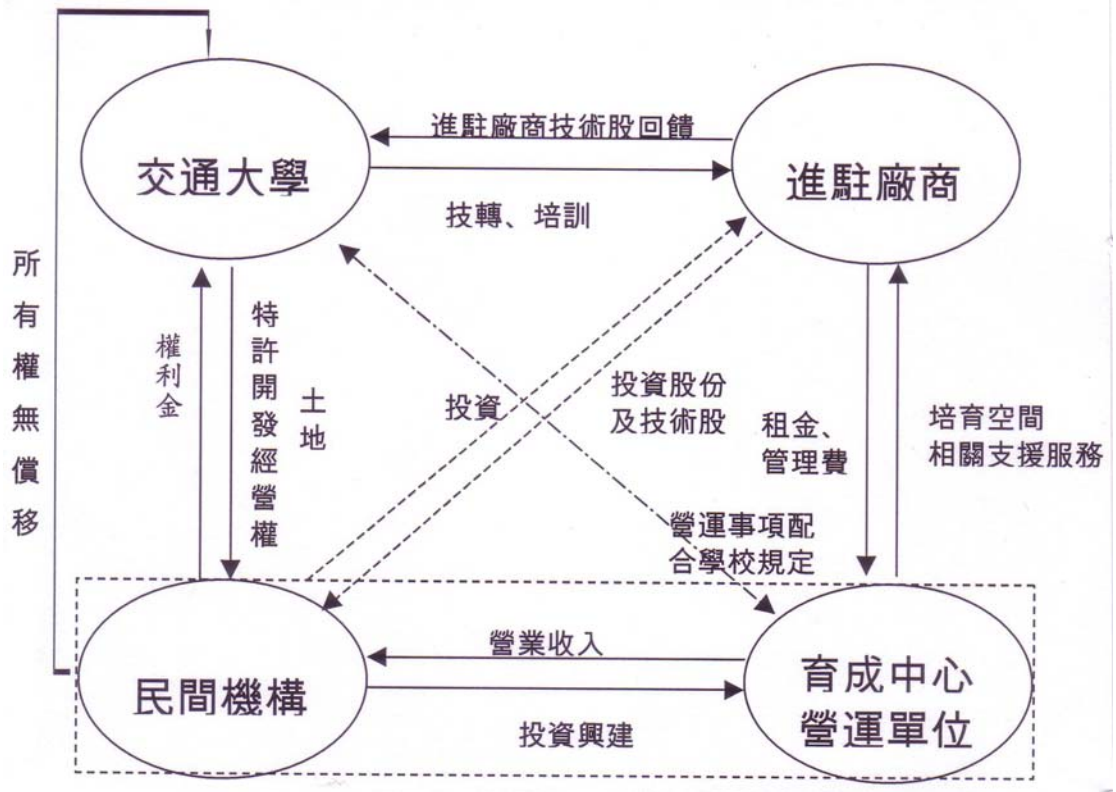 進駐廠商技術股回饋
交通大學
進駐廠商
技轉、培訓
所有權無償移
權利金
特許開發經營權
土地
投資
投資股份
及技術股
租金、
管理費
培育空間
相關支援服務
營運事項配
合學校規定
營業收入
民間機構
育成中心
營運單位
投資興建